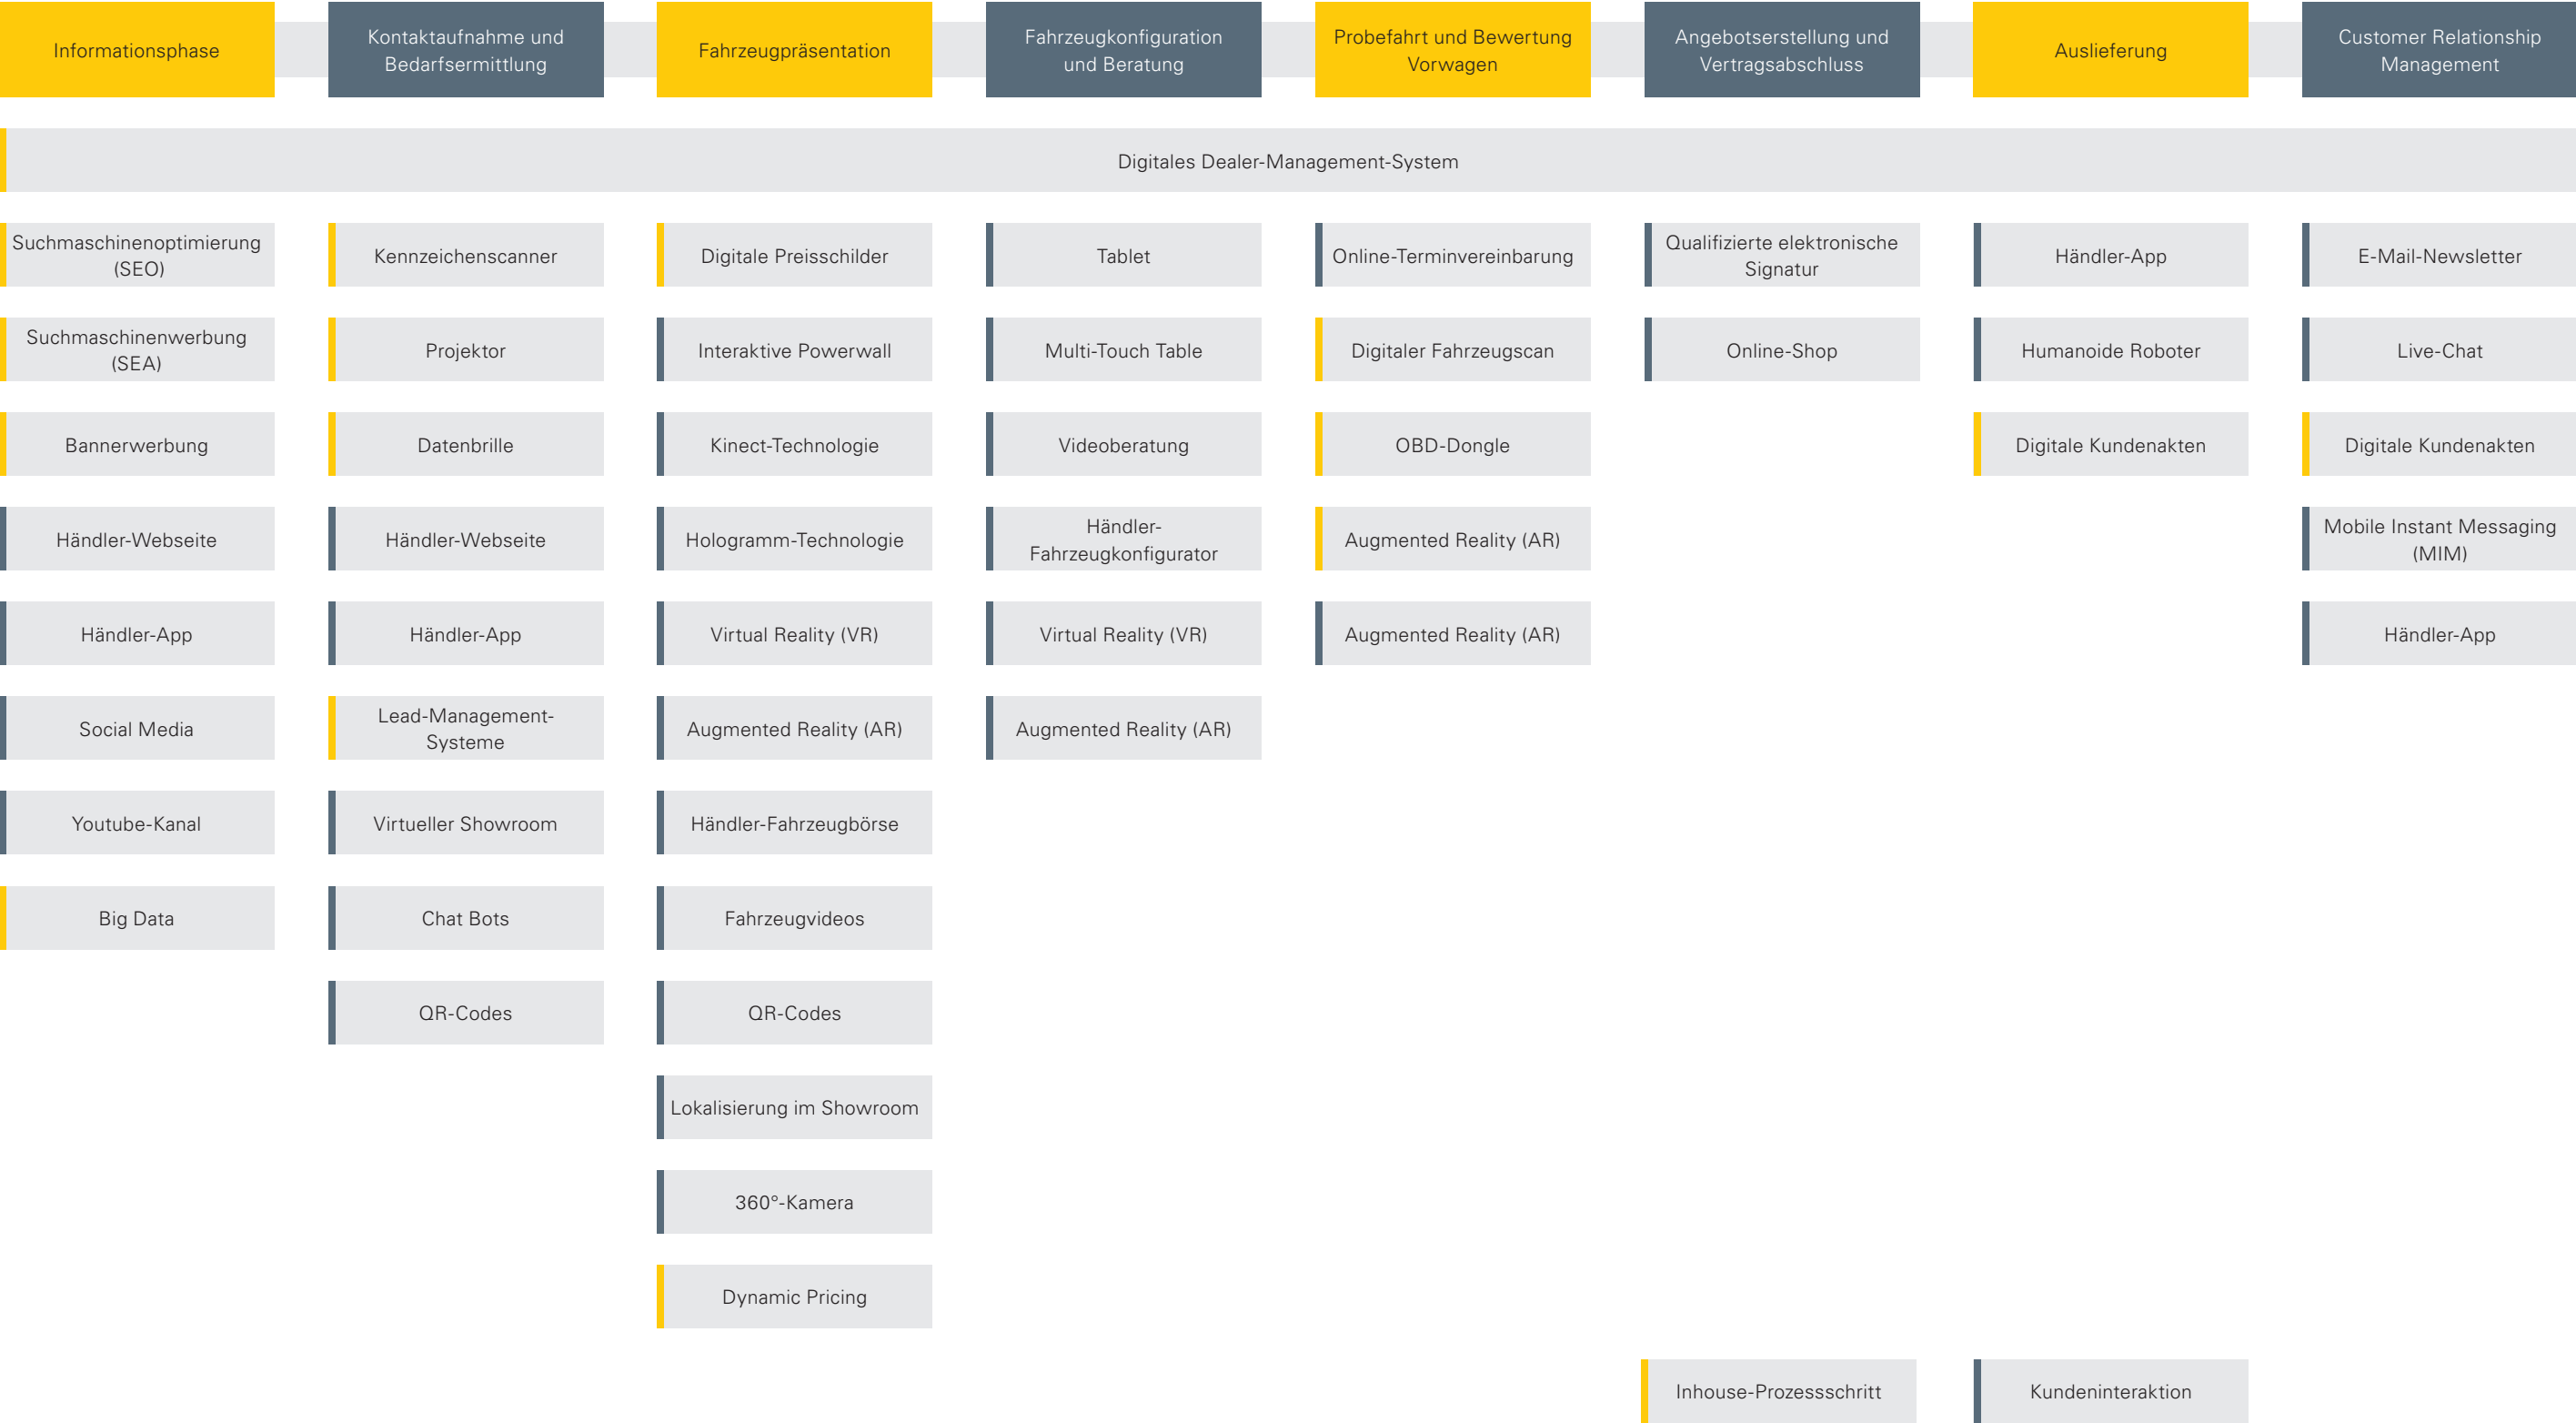 Informationsphase
Kontaktaufnahme und
Bedarfsermittlung
Fahrzeugpräsentation
Fahrzeugkonfiguration
und Beratung
Probefahrt und Bewertung
Vorwagen
Angebotserstellung und
Vertragsabschluss
Auslieferung
Customer Relationship
Management
Digitales Dealer-Management-System
Suchmaschinenoptimierung
(SEO)
Suchmaschinenwerbung
(SEA)
Bannerwerbung
Händler-Webseite
Händler-App
Social Media
Youtube-Kanal
Big Data
Kennzeichenscanner
Projektor
Datenbrille
Händler-Webseite
Händler-App
Lead-Management-
Systeme
Virtueller Showroom
Chat Bots
QR-Codes
Digitale Preisschilder
Interaktive Powerwall
Kinect-Technologie
Hologramm-Technologie
Virtual Reality (VR)
Augmented Reality (AR)
Händler-Fahrzeugbörse
Fahrzeugvideos
QR-Codes
Lokalisierung im Showroom
360°-Kamera
Dynamic Pricing
Tablet
Multi-Touch Table
Videoberatung
Händler-
Fahrzeugkonfigurator
Virtual Reality (VR)
Augmented Reality (AR)
Online-Terminvereinbarung
Digitaler Fahrzeugscan
OBD-Dongle
Augmented Reality (AR)
Augmented Reality (AR)
Qualifizierte elektronische
Signatur
Online-Shop
Händler-App
Humanoide Roboter
Digitale Kundenakten
E-Mail-Newsletter
Live-Chat
Digitale Kundenakten
Mobile Instant Messaging
(MIM)
Händler-App
Inhouse-Prozessschritt
Kundeninteraktion